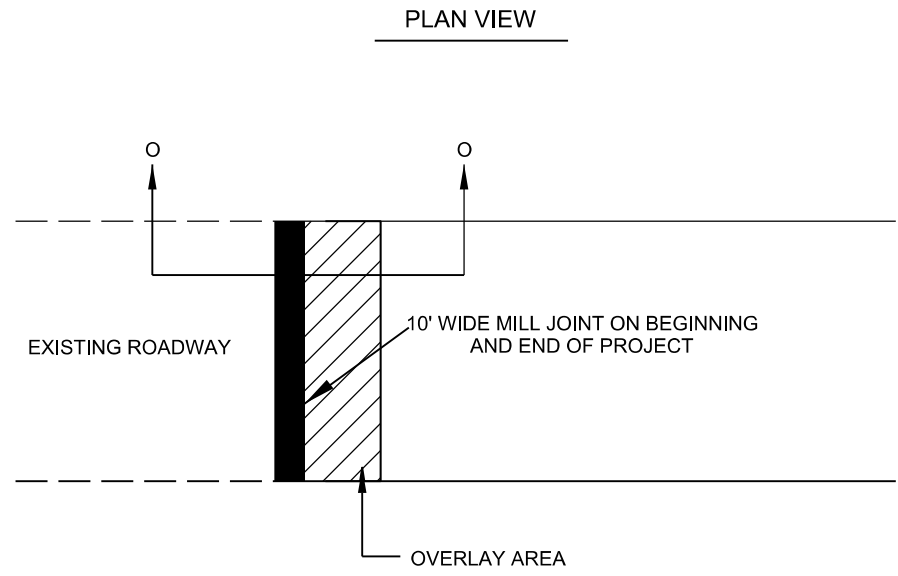 PLAN VIEW
O O
10' WIDE MILL JOINT ON BEGINNING
AND END OF PROJECT
EXISTING ROADWAY
OVERLAY AREA